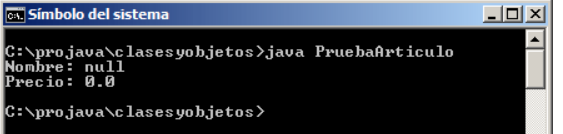 Símbolo del sistema
C:\projava\clasesyobjetos>java PruebaArticulo
Nombre: null
Precio: 0.0
C:\projava\clasesyobjetos>